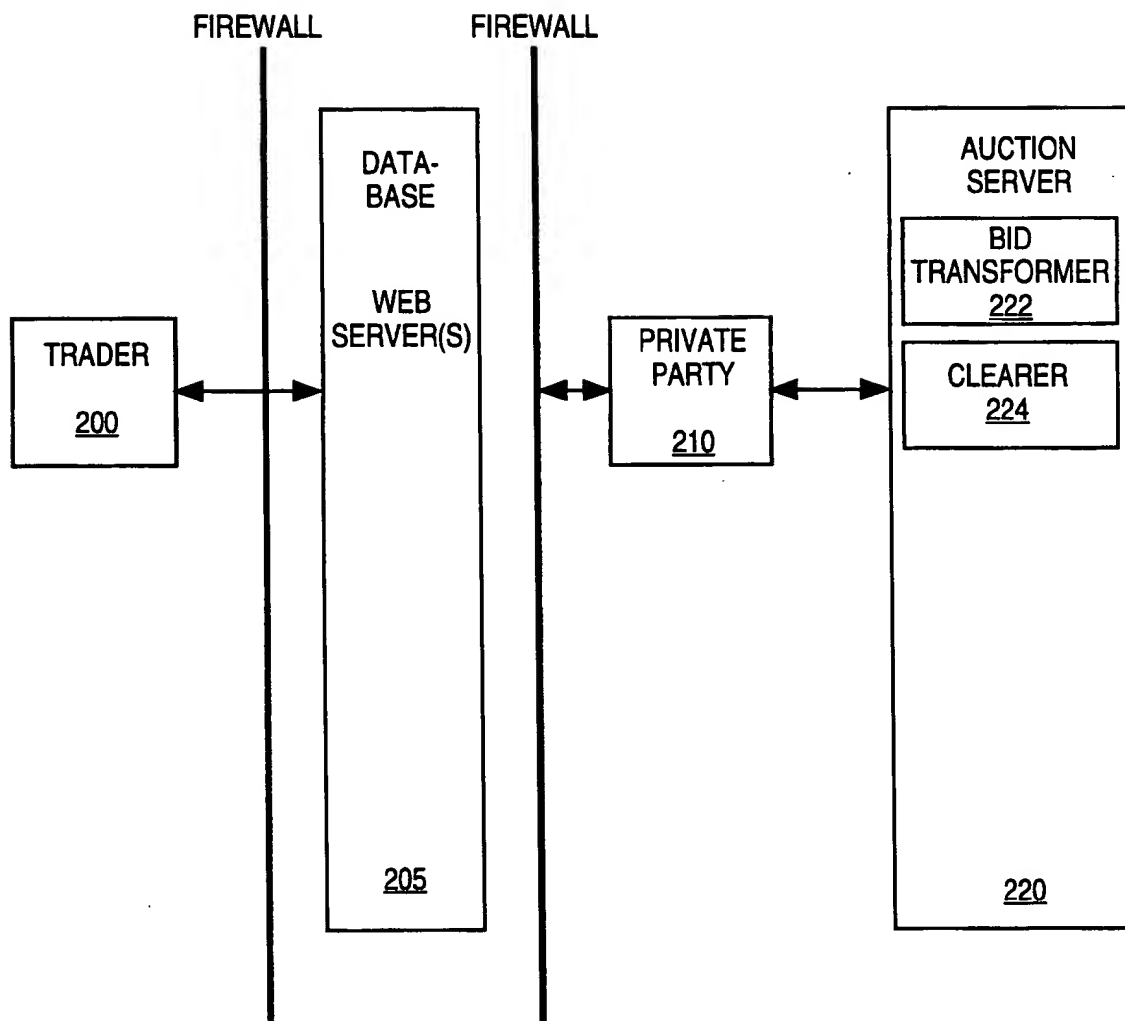 FIREWALL
FIREWALL
DATA-
BASE
WEB
SERVER(S)
205
TRADER
200
PRIVATE
PARTY
210
AUCTION
SERVER
BID
TRANSFORMER
222
CLEARER
224
220